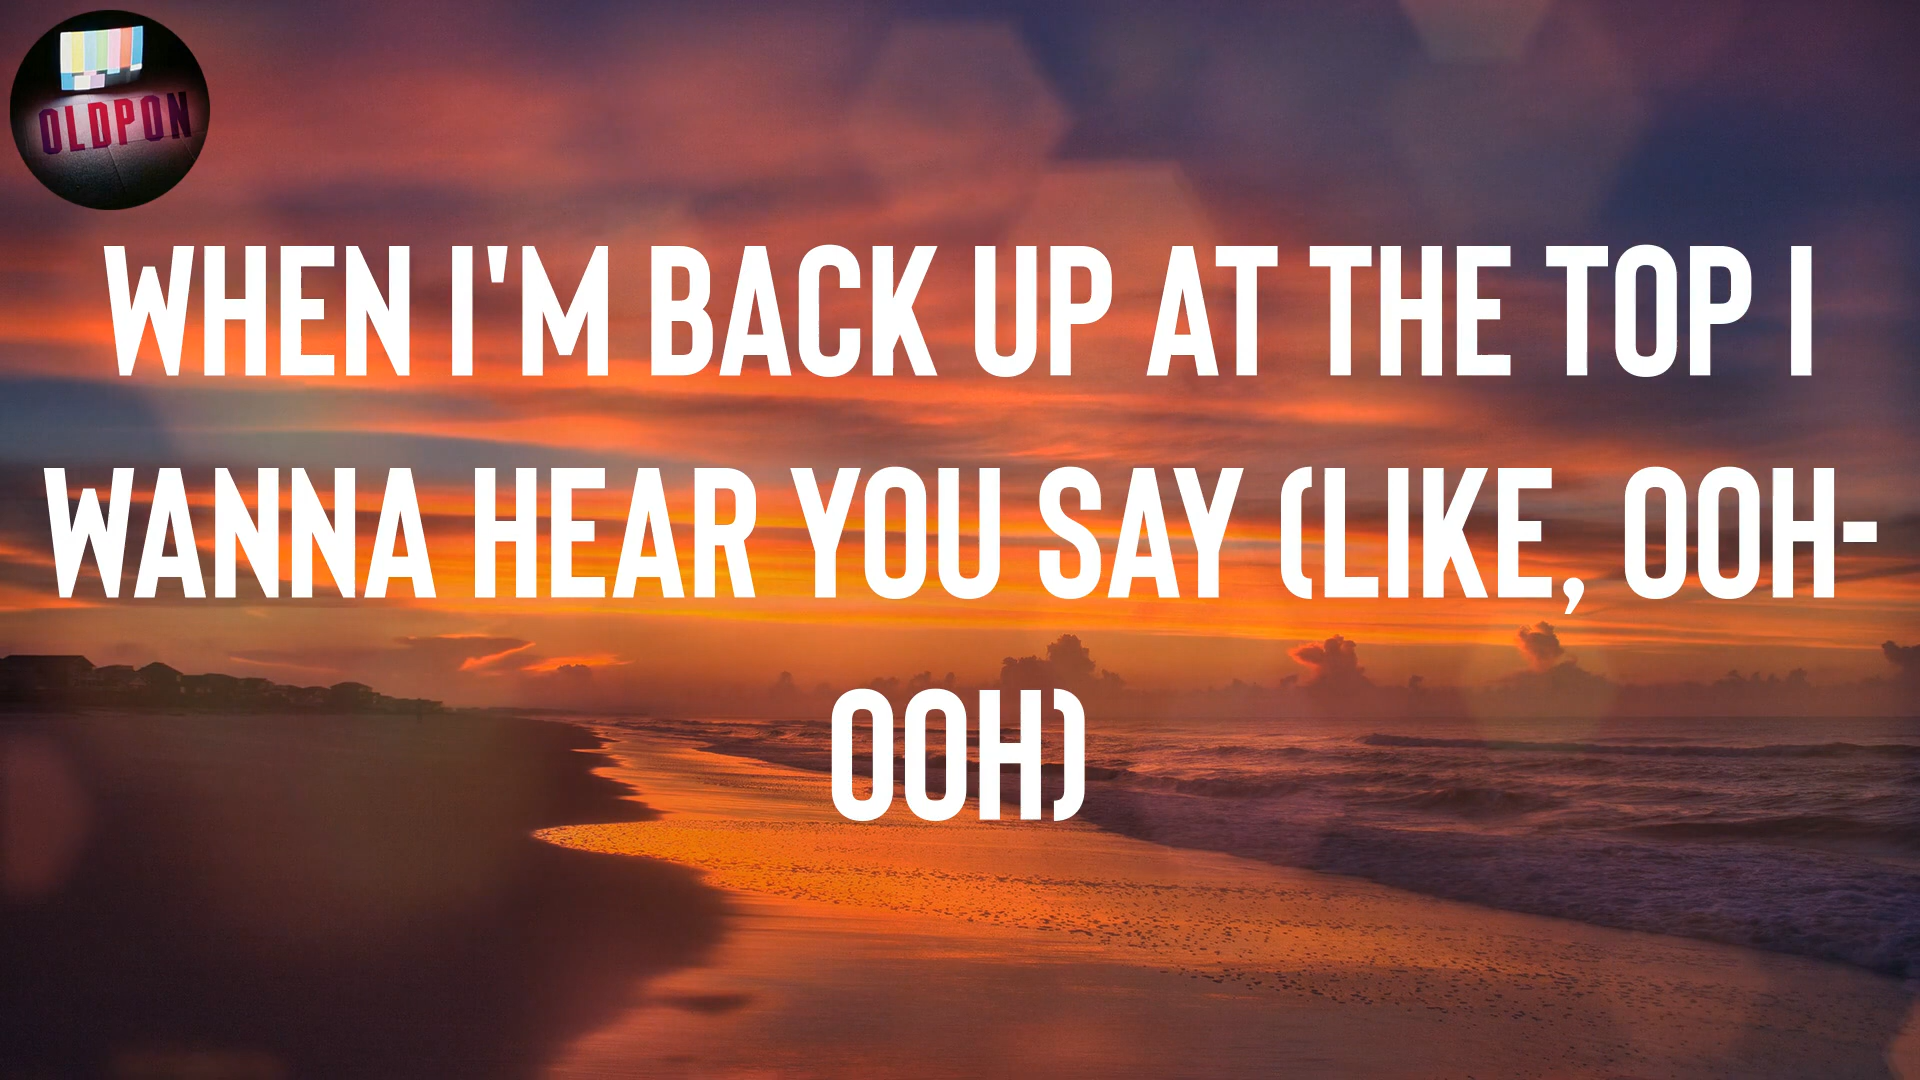 OLDPON
WHEN I'M BACK UP AT THE TOP I
WANNA HEAR YOU SAY (LIKE, OOH-
OOH)